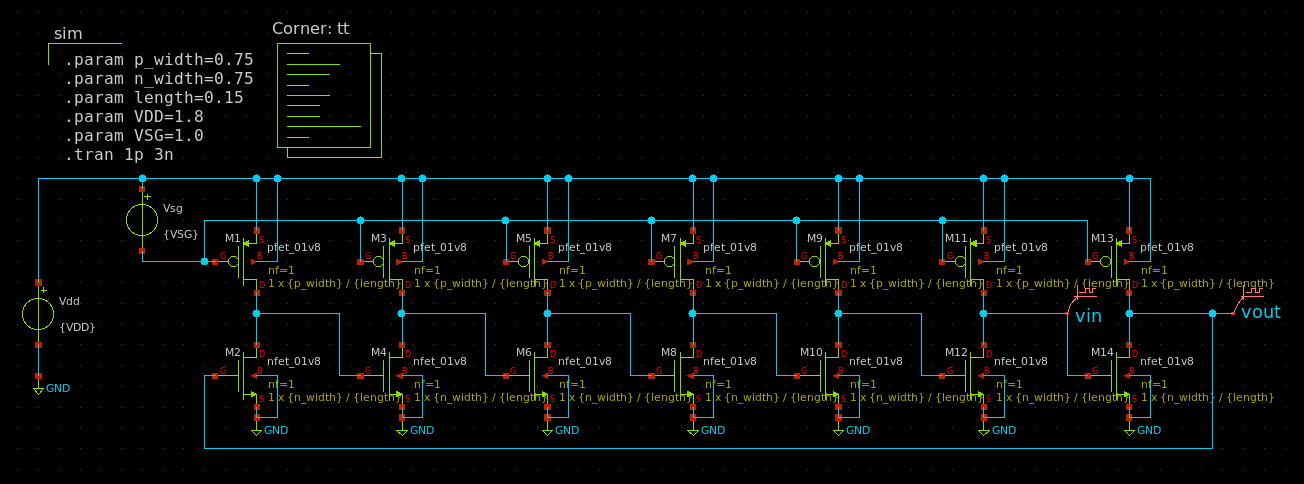 sim
Corner: tt
.param p_width=0.75
.param n_width=0.75
.param length=0.15
.param VDD=1.8
.param VSG=1.0
.tran 1p 3n
Vsg
{VSG}
Vdd
{VDD}
GND
M1 S pfet_01v8 G B nf=1 1 x {p_width} / {length} D
M3 S pfet_01v8 G B nf=1 1 x {p_width} / {length} D
M5 S pfet_01v8 G B nf=1 1 x {p_width} / {length} D
M7 S pfet_01v8 G B nf=1 1 x {p_width} / {length} D
M9 S pfet_01v8 G B nf=1 1 x {p_width} / {length} D
M11 S pfet_01v8 G B nf=1 1 x {p_width} / {length} D
M13 S pfet_01v8 G B nf=1 1 x {p_width} / {length} D
vin
vout
M2 D nfet_01v8 G B nf=1 1 x {n_width} / {length} S
M4 D nfet_01v8 G B nf=1 1 x {n_width} / {length} S
M6 D nfet_01v8 G B nf=1 1 x {n_width} / {length} S
M8 D nfet_01v8 G B nf=1 1 x {n_width} / {length} S
M10 D nfet_01v8 G B nf=1 1 x {n_width} / {length} S
M12 D nfet_01v8 G B nf=1 1 x {n_width} / {length} S
M14 D nfet_01v8 G B nf=1 1 x {n_width} / {length} S
GND
GND
GND
GND
GND
GND
GND